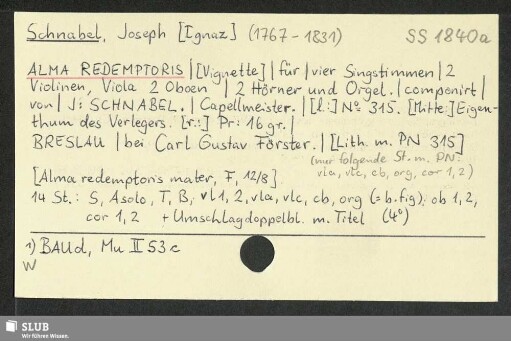 Schnabel, Joseph [Ignaz] (1767-1831) SS 1840a
ALMA REDEMPTORIS | [Vignette] | für | vier Singstimmen | 2
Violinen, Viola 2 Oboen | 2 Hörner und Orgel. | componirt |
von | J: SCHNABEL. | Capellmeister. | [l.:] No 315. [Mitte:] Eigen-
thum des Verlegers. [r.:] Pr: 16 gr. |
BRESLAU | bei Carl Gustav Förster. | [Lith. m. PN 315]
(nur folgende St. m. PN:
vla, vlc, cb, org, cor 1, 2)
[Alma redemptoris mater, F, 12/8].
14 St.: S, A solo, T, B; vl 1, 2, vla, vlc, cb, org (= b. fig); ob 1, 2,
cor 1, 2 + Umschlagdoppelbl. m. Titel (4°)
1) BAUd, Mu II 53 c
W
SLUB
Wir führen Wissen.